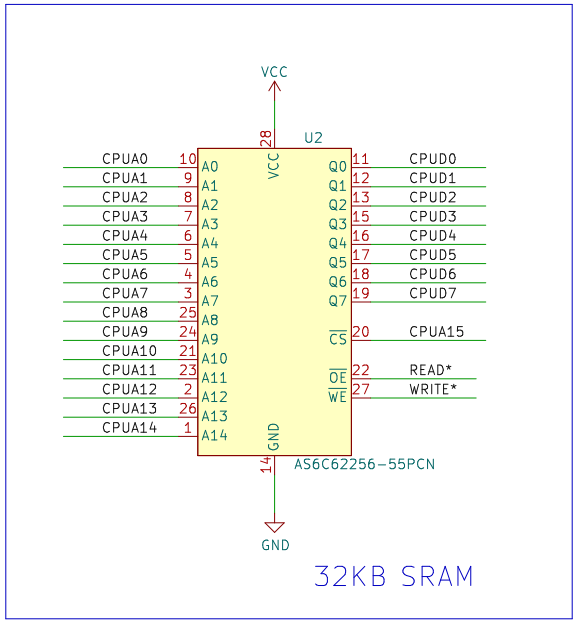 VCC
28
U2
VCC
CPUA0 10 A0 Q0 11 CPUD0
CPUA1 9 A1 Q1 12 CPUD1
CPUA2 8 A2 Q2 13 CPUD2
CPUA3 7 A3 Q3 15 CPUD3
CPUA4 6 A4 Q4 16 CPUD4
CPUA5 5 A5 Q5 17 CPUD5
CPUA6 4 A6 Q6 18 CPUD6
CPUA7 3 A7 Q7 19 CPUD7
CPUA8 25 A8
CPUA9 24 A9 CS 20 CPUA15
CPUA10 21 A10
CPUA11 23 A11 OE 22 READ*
CPUA12 2 A12 WE 27 WRITE*
CPUA13 26 A13
CPUA14 1 A14
GND
14
AS6C62256-55PCN
GND
32KB SRAM